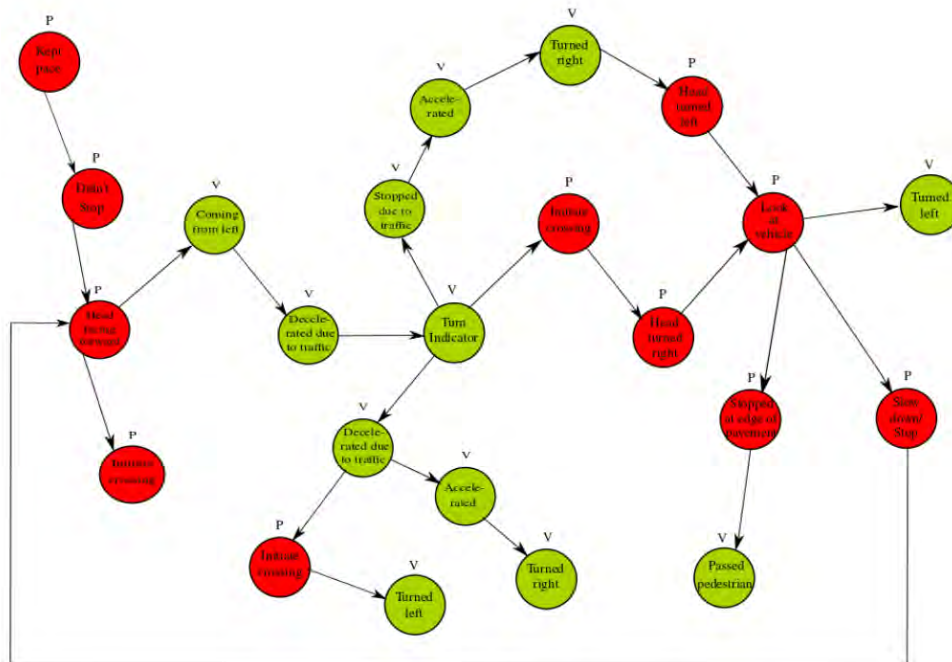 P
Kept
pace
P
Didn't
Stop
P
Head
facing
forward
P
Initiate
crossing
V
Coming
from left
V
Decele-
rated due
to traffic
V
Turn
Indicator
V
Stopped
due to
traffic
V
Accele-
rated
V
Turned
right
P
Head
turned
left
P
Initiate
crossing
P
Head
turned
right
P
Look
at
vehicle
V
Turned
left
P
Stopped
at edge of
pavement
P
Slow
down/
Stop
V
Passed
pedestrian
V
Decele-
rated due
to traffic
V
Accele-
rated
V
Turned
right
P
Initiate
crossing
V
Turned
left